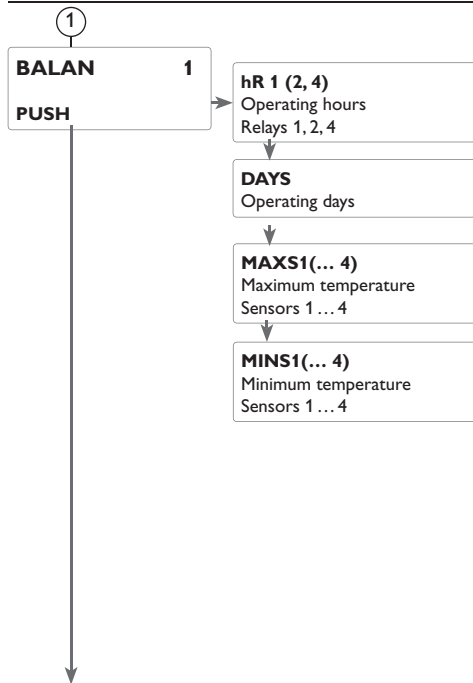 1
BALAN 1
PUSH
hR 1 (2, 4)
Operating hours
Relays 1, 2, 4
DAYS
Operating days
MAXS1(… 4)
Maximum temperature
Sensors 1 … 4
MINS1(… 4)
Minimum temperature
Sensors 1 … 4